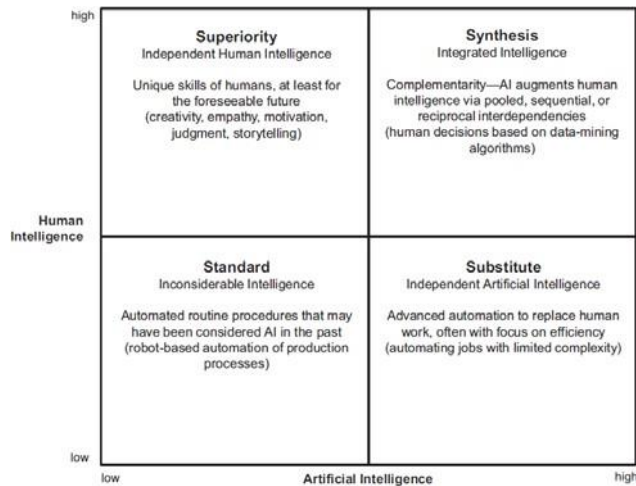 high
Superiority
Independent Human Intelligence
Unique skills of humans, at least for
the foreseeable future
(creativity, empathy, motivation,
judgment, storytelling)
Synthesis
Integrated Intelligence
Complementarity—AI augments human
intelligence via pooled, sequential, or
reciprocal interdependencies
(human decisions based on data-mining
algorithms)
Human
Intelligence
Standard
Inconsiderable Intelligence
Automated routine procedures that may
have been considered AI in the past
(robot-based automation of production
processes)
Substitute
Independent Artificial Intelligence
Advanced automation to replace human
work, often with focus on efficiency
(automating jobs with limited complexity)
low
low
Artificial Intelligence
high